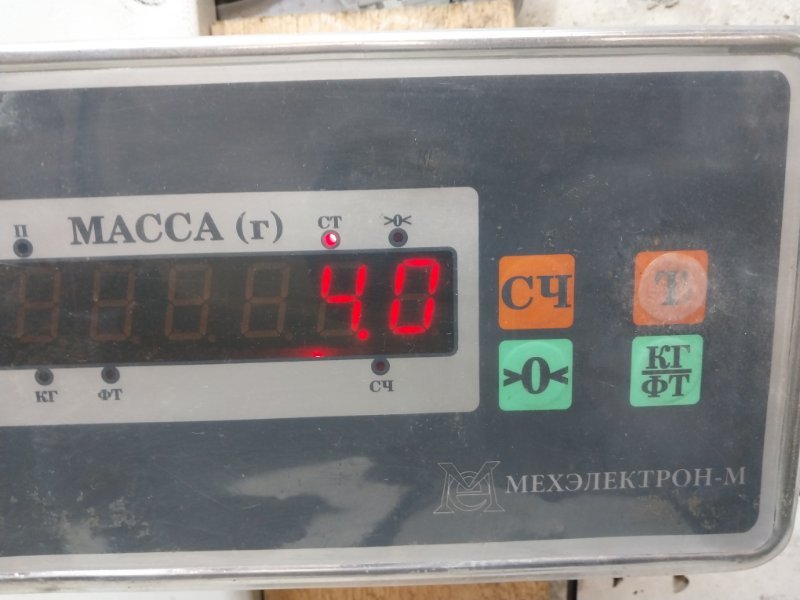 П
МАССА (г)
СТ
>0<
4.0
КГ
ФТ
СЧ
СЧ
Т
>0<
КГ
ФТ
МЕХЭЛЕКТРОН-М